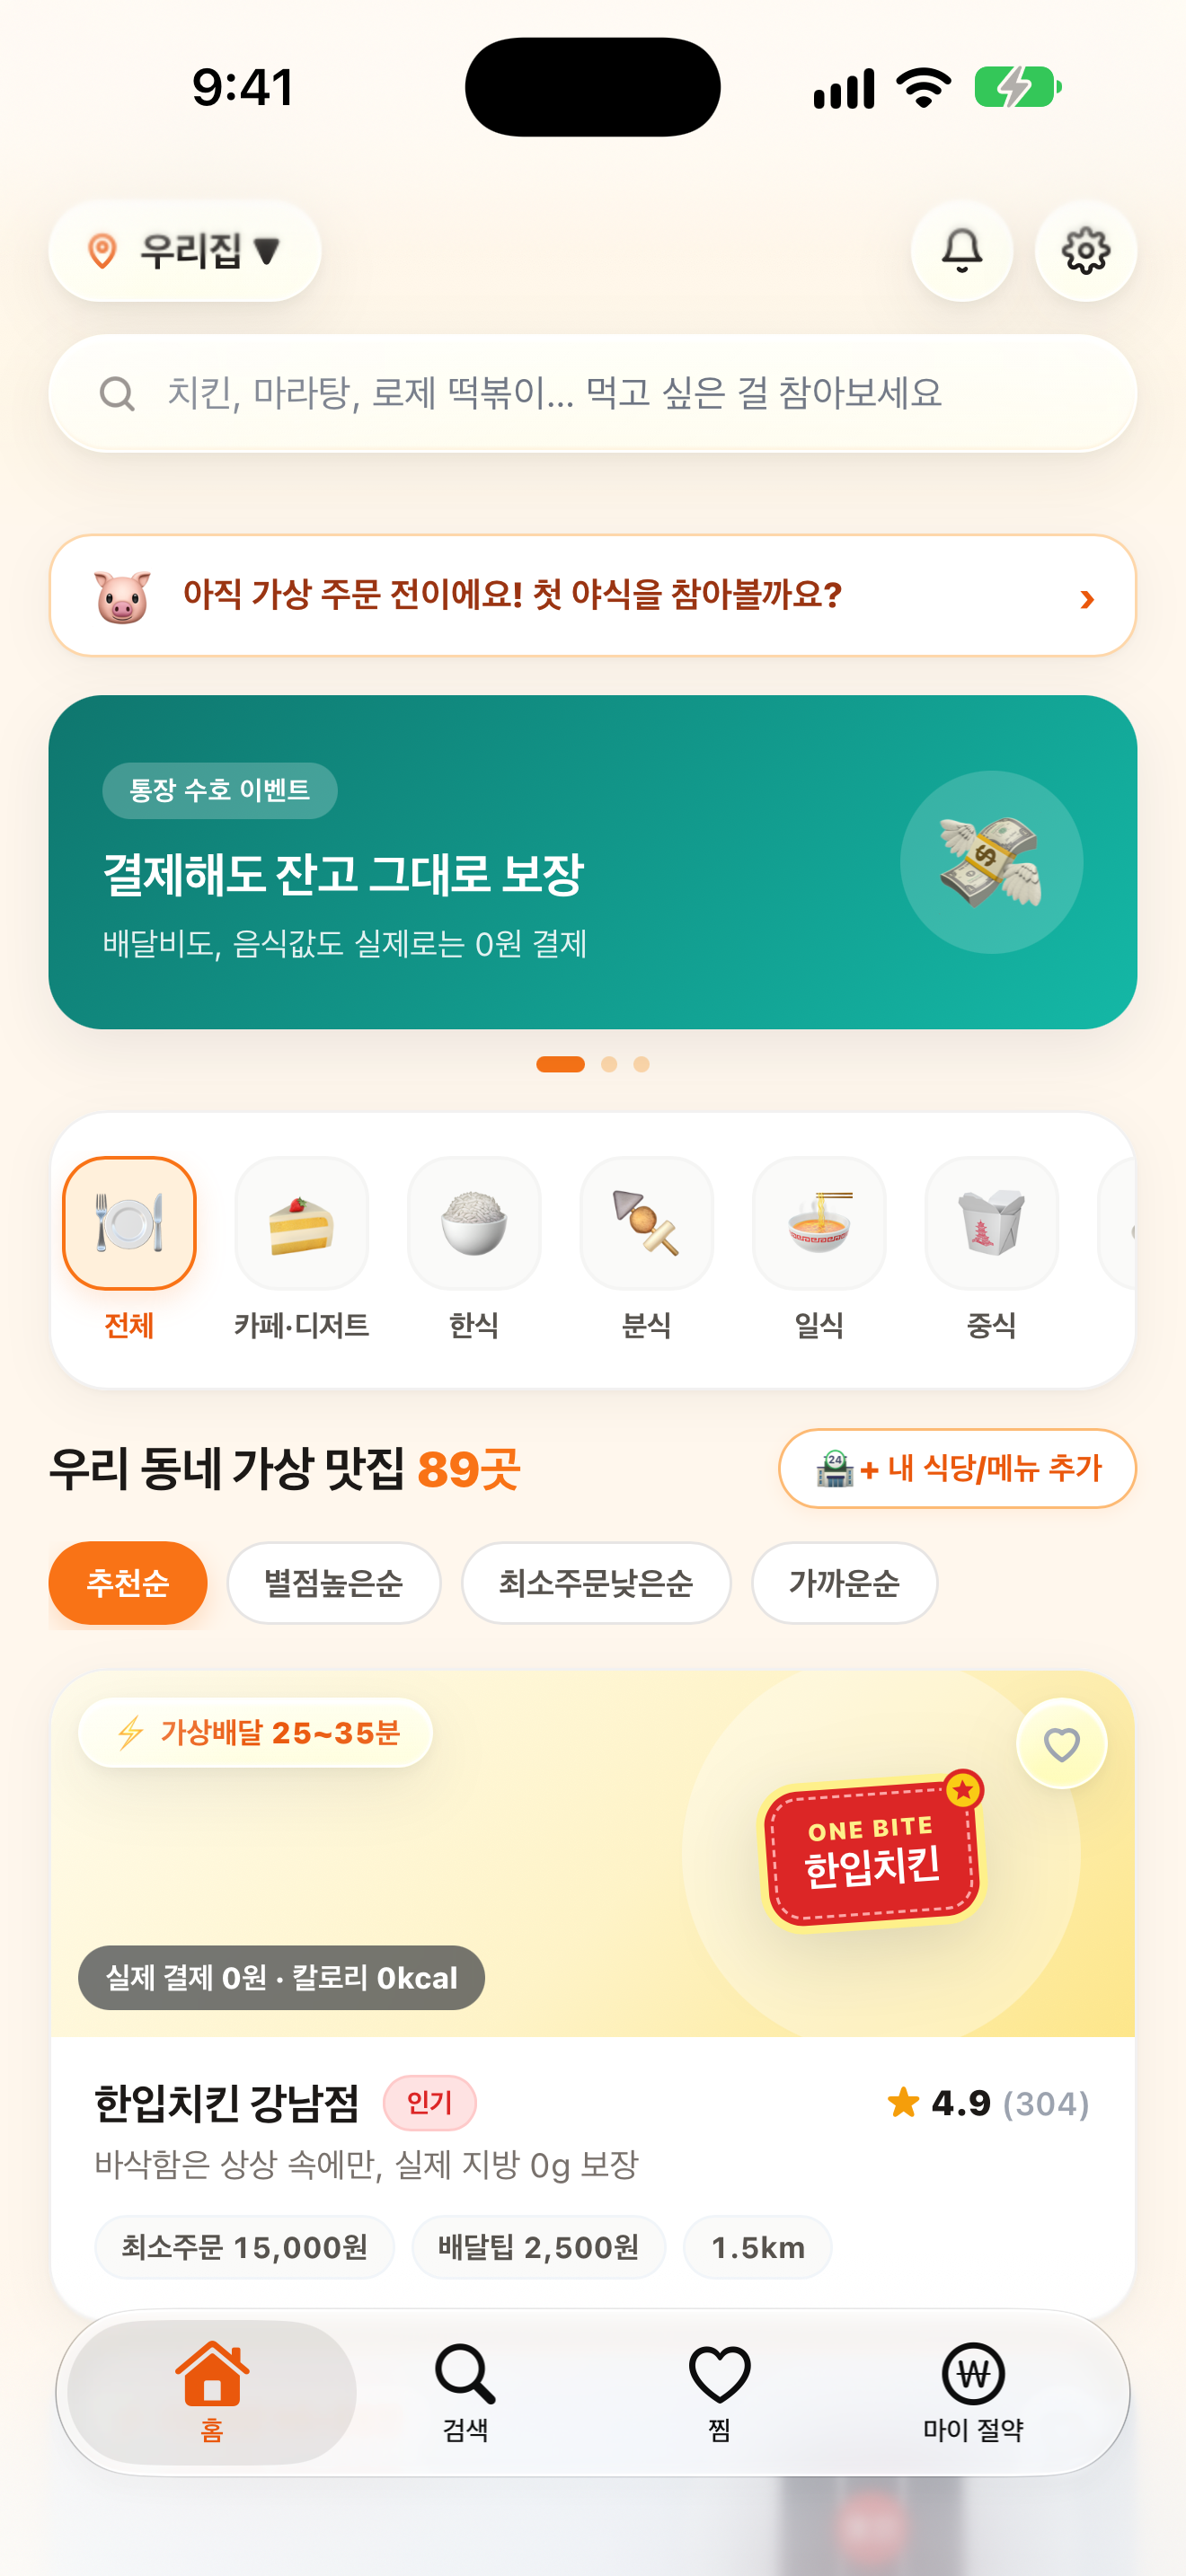 9:41
우리집 ▼
치킨, 마라탕, 로제 떡볶이... 먹고 싶은 걸 참아보세요
아직 가상 주문 전이에요! 첫 야식을 참아볼까요? ›
통장 수호 이벤트
결제해도 잔고 그대로 보장
배달비도, 음식값도 실제로는 0원 결제
전체 카페·디저트 한식 분식 일식 중식
우리 동네 가상 맛집 89곳
24 + 내 식당/메뉴 추가
추천순 별점높은순 최소주문낮은순 가까운순
⚡ 가상배달 25~35분
ONE BITE
한입치킨
실제 결제 0원 · 칼로리 0kcal
한입치킨 강남점 인기 ★ 4.9 (304)
바삭함은 상상 속에만, 실제 지방 0g 보장
최소주문 15,000원 배달팁 2,500원 1.5km
홈 검색 찜 마이 절약